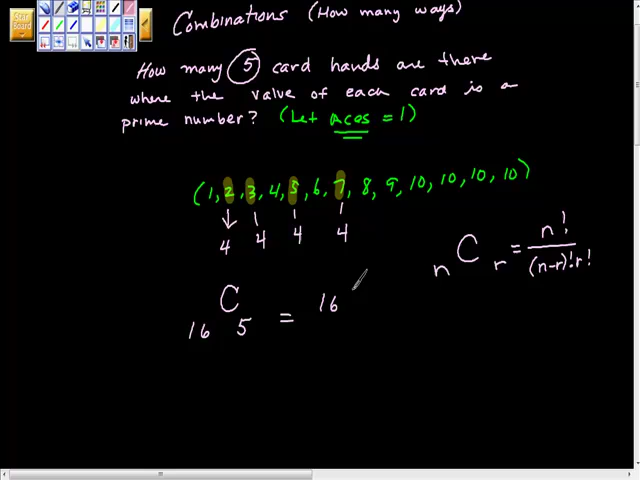 Start Board
Combinations (How many ways)
How many 5 card hands are there
where the value of each card is a
prime number? (Let aces = 1)
(1, 2, 3, 4, 5, 6, 7, 8, 9, 10, 10, 10, 10)
4 4 4 4
nCr = n! / (n-r)! r!
16C5 = 16